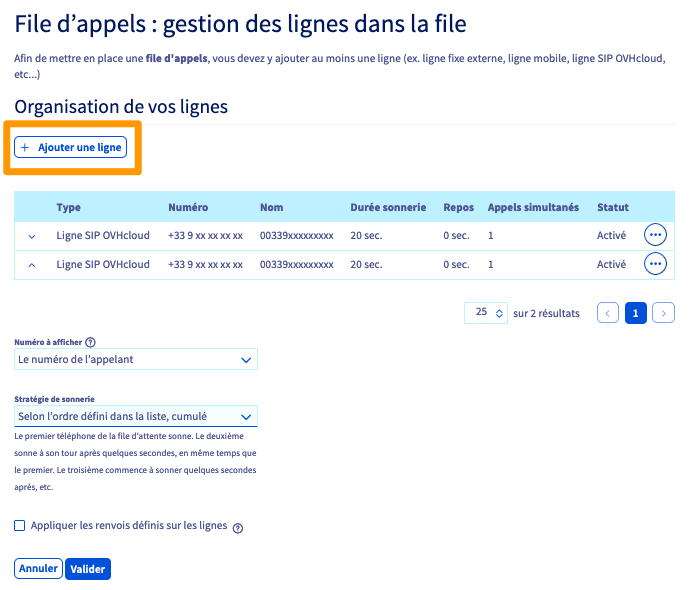 File d’appels : gestion des lignes dans la file
Afin de mettre en place une file d'appels, vous devez y ajouter au moins une ligne (ex. ligne fixe externe, ligne mobile, ligne SIP OVHcloud,
etc...)
Organisation de vos lignes
+ Ajouter une ligne
Type Numéro Nom Durée sonnerie Repos Appels simultanés Statut
Ligne SIP OVHcloud +33 9 xx xx xx xx 00339xxxxxxxxx 20 sec. 0 sec. 1 Activé
Ligne SIP OVHcloud +33 9 xx xx xx xx 00339xxxxxxxxx 20 sec. 0 sec. 1 Activé
25 sur 2 résultats < 1 >
Numéro à afficher ?
Le numéro de l'appelant
Stratégie de sonnerie
Selon l'ordre défini dans la liste, cumulé
Le premier téléphone de la file d'attente sonne. Le deuxième
sonne à son tour après quelques secondes, en même temps que
le premier. Le troisième commence à sonner quelques secondes
après, etc.
Appliquer les renvois définis sur les lignes ?
Annuler Valider